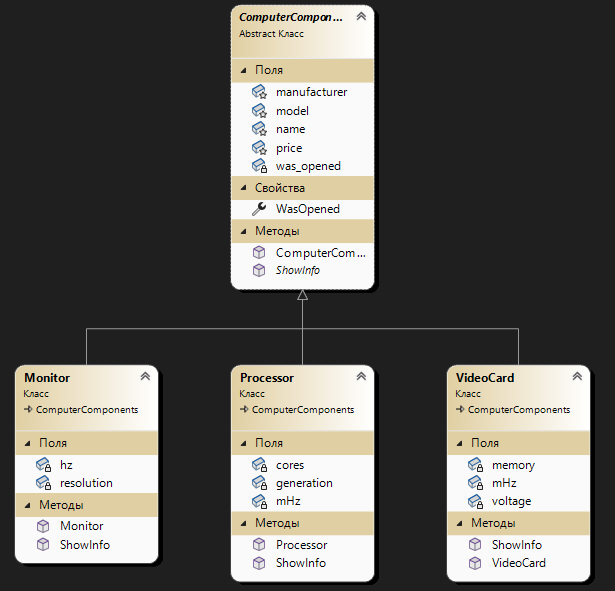 ComputerCompon...
Abstract Класс
Поля
manufacturer
model
name
price
was_opened
Свойства
WasOpened
Методы
ComputerCom...
ShowInfo
Monitor
Класс
ComputerComponents
Поля
hz
resolution
Методы
Monitor
ShowInfo
Processor
Класс
ComputerComponents
Поля
cores
generation
mHz
Методы
Processor
ShowInfo
VideoCard
Класс
ComputerComponents
Поля
memory
mHz
voltage
Методы
ShowInfo
VideoCard